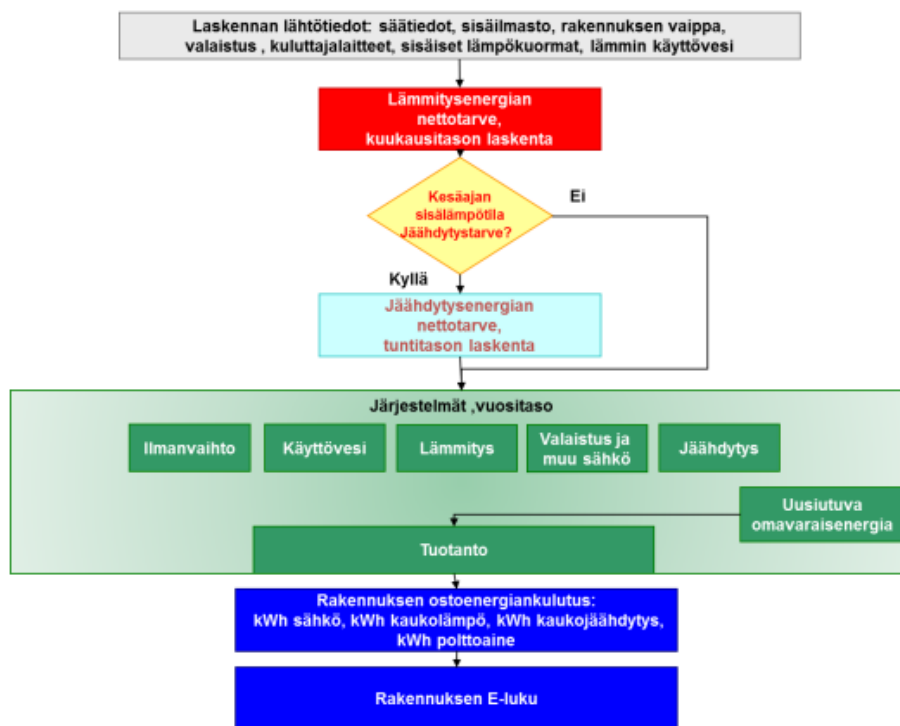 Laskennan lähtötiedot: säätiedot, sisäilmasto, rakennuksen vaippa,
valaistus , kuluttajalaitteet, sisäiset lämpökuormat, lämmin käyttövesi
Lämmitysenergian
nettotarve,
kuukausitason laskenta
Kesäajan
sisälämpötila
Jäähdytystarve?
Ei
Kyllä
Jäähdytysenergian
nettotarve,
tuntitason laskenta
Järjestelmät ,vuositaso
Ilmanvaihto
Käyttövesi
Lämmitys
Valaistus ja
muu sähkö
Jäähdytys
Uusiutuva
omavaraisenergia
Tuotanto
Rakennuksen ostoenergiankulutus:
kWh sähkö, kWh kaukolämpö, kWh kaukojäähdytys,
kWh polttoaine
Rakennuksen E-luku